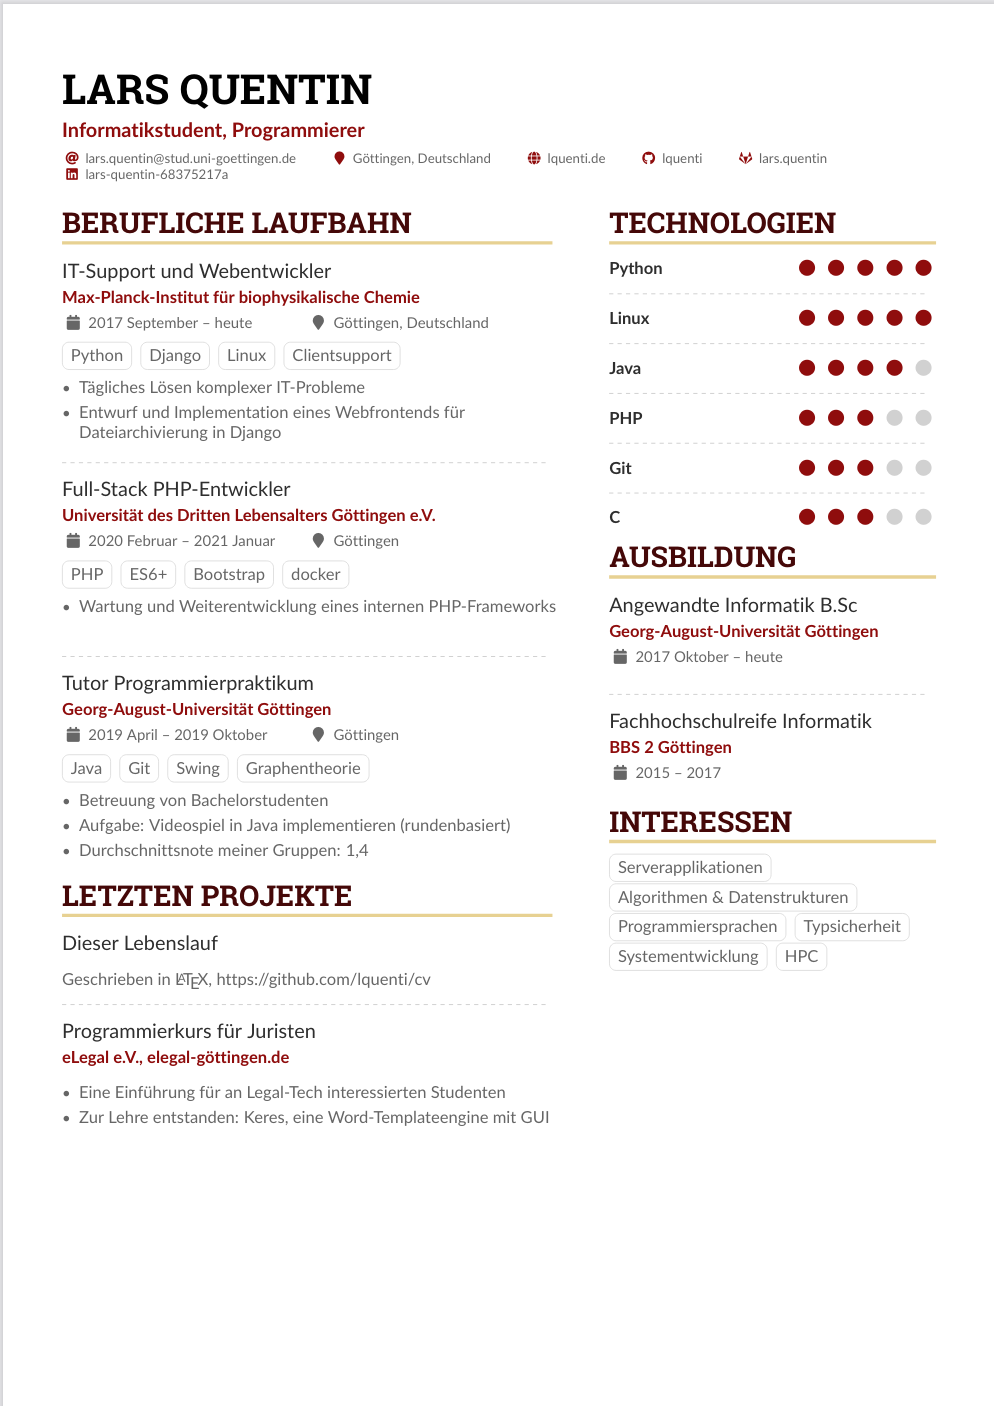 LARS QUENTIN
Informatikstudent, Programmierer
lars.quentin@stud.uni-goettingen.de Göttingen, Deutschland lquenti.de lquenti lars.quentin
lars-quentin-68375217a
BERUFLICHE LAUFBAHN
IT-Support und Webentwickler
Max-Planck-Institut für biophysikalische Chemie
2017 September – heute Göttingen, Deutschland
Python Django Linux Clientsupport
• Tägliches Lösen komplexer IT-Probleme
• Entwurf und Implementation eines Webfrontends für
Dateiarchivierung in Django
Full-Stack PHP-Entwickler
Universität des Dritten Lebensalters Göttingen e.V.
2020 Februar – 2021 Januar Göttingen
PHP ES6+ Bootstrap docker
• Wartung und Weiterentwicklung eines internen PHP-Frameworks
Tutor Programmierpraktikum
Georg-August-Universität Göttingen
2019 April – 2019 Oktober Göttingen
Java Git Swing Graphentheorie
• Betreuung von Bachelorstudenten
• Aufgabe: Videospiel in Java implementieren (rundenbasiert)
• Durchschnittsnote meiner Gruppen: 1,4
LETZTEN PROJEKTE
Dieser Lebenslauf
Geschrieben in LATEX, https://github.com/lquenti/cv
Programmierkurs für Juristen
eLegal e.V., elegal-göttingen.de
• Eine Einführung für an Legal-Tech interessierten Studenten
• Zur Lehre entstanden: Keres, eine Word-Templateengine mit GUI
TECHNOLOGIEN
Python
Linux
Java
PHP
Git
C
AUSBILDUNG
Angewandte Informatik B.Sc
Georg-August-Universität Göttingen
2017 Oktober – heute
Fachhochschulreife Informatik
BBS 2 Göttingen
2015 – 2017
INTERESSEN
Serverapplikationen
Algorithmen & Datenstrukturen
Programmiersprachen Typsicherheit
Systementwicklung HPC